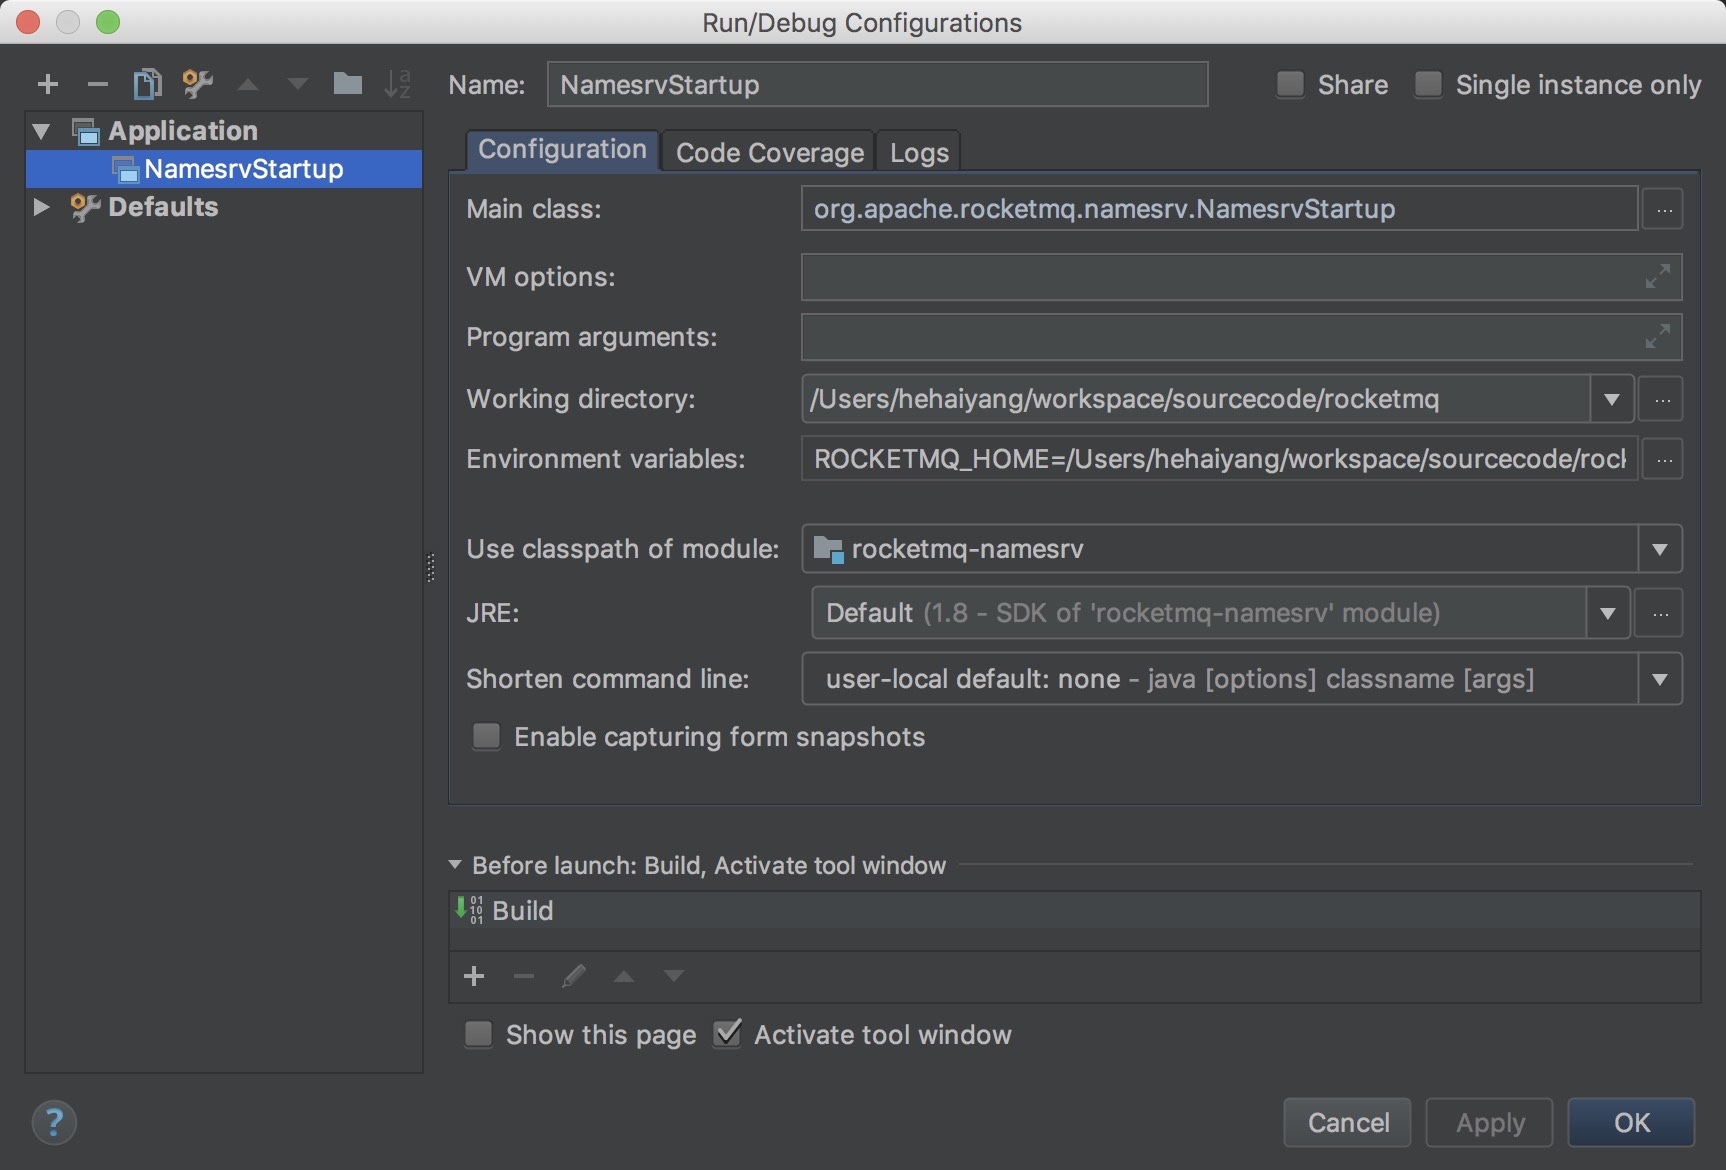 Run/Debug Configurations
Name: NamesrvStartup Share Single instance only
Application
NamesrvStartup
Defaults
Configuration Code Coverage Logs
Main class: org.apache.rocketmq.namesrv.NamesrvStartup ...
VM options:
Program arguments:
Working directory: /Users/hehaiyang/workspace/sourcecode/rocketmq ...
Environment variables: ROCKETMQ_HOME=/Users/hehaiyang/workspace/sourcecode/rock ...
Use classpath of module: rocketmq-namesrv
JRE: Default (1.8 - SDK of 'rocketmq-namesrv' module) ...
Shorten command line: user-local default: none - java [options] classname [args]
Enable capturing form snapshots
Before launch: Build, Activate tool window
Build
Show this page Activate tool window
? Cancel Apply OK